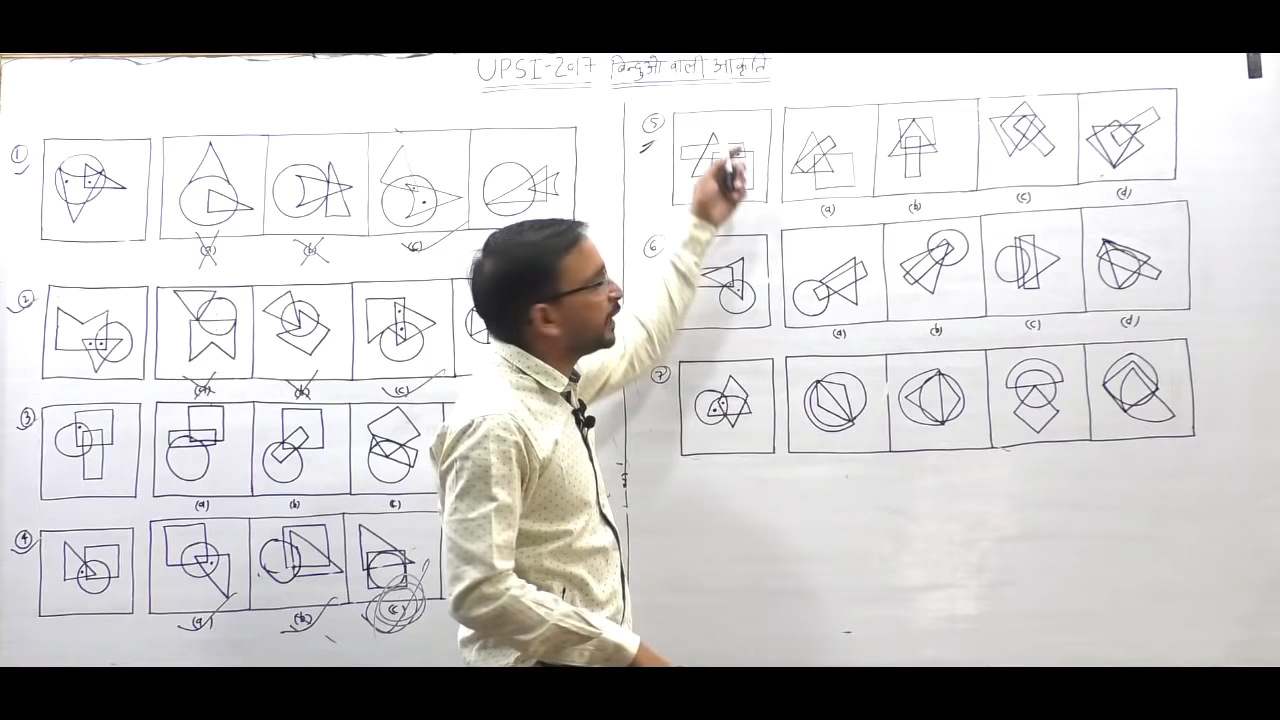 UPSI-2017 बिन्दुओ वाली आकृति
①
(a) (b) (c)
②
(a) (b) (c)
③
(a) (b) (c)
④
(a) (b) (c)
⑤
(a) (b) (c) (d)
⑥
(a) (b) (c) (d)
⑦